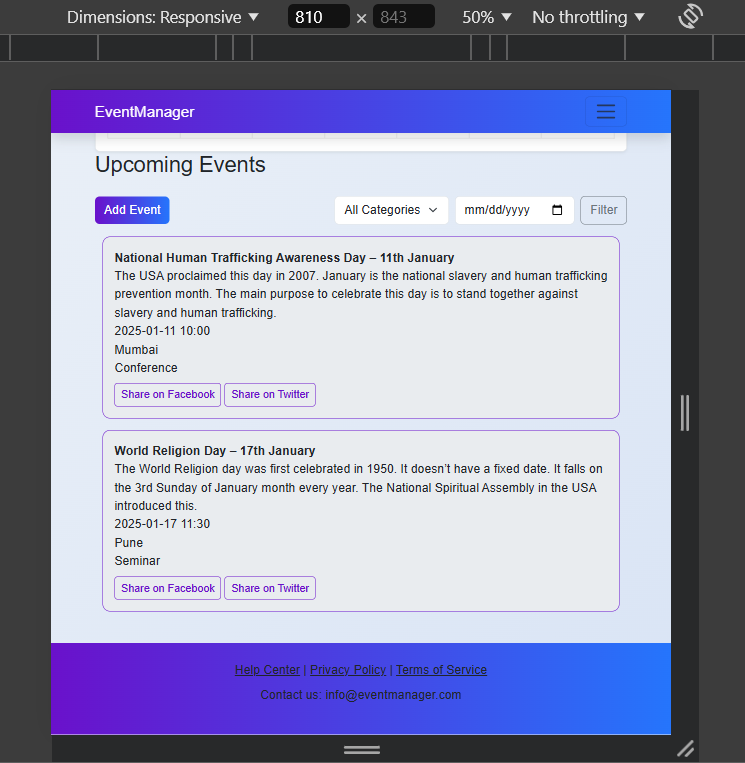 Dimensions: Responsive 810 × 843 50% No throttling
EventManager
Upcoming Events
Add Event All Categories mm/dd/yyyy Filter
National Human Trafficking Awareness Day – 11th January
The USA proclaimed this day in 2007. January is the national slavery and human trafficking
prevention month. The main purpose to celebrate this day is to stand together against
slavery and human trafficking.
2025-01-11 10:00
Mumbai
Conference
Share on Facebook Share on Twitter
World Religion Day – 17th January
The World Religion day was first celebrated in 1950. It doesn’t have a fixed date. It falls on
the 3rd Sunday of January month every year. The National Spiritual Assembly in the USA
introduced this.
2025-01-17 11:30
Pune
Seminar
Share on Facebook Share on Twitter
Help Center | Privacy Policy | Terms of Service
Contact us: info@eventmanager.com